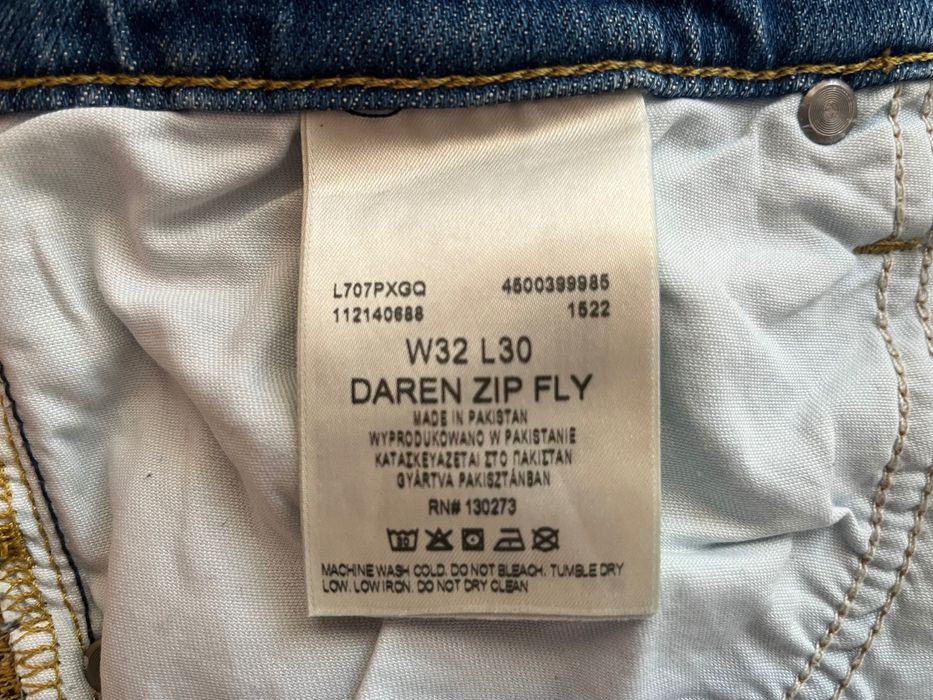 L707PXGQ 4500399985
112140688 1522
W32 L30
DAREN ZIP FLY
MADE IN PAKISTAN
WYPRODUKOWANO W PAKISTANIE
ΚΑΤΑΣΚΕΥΑΖΕΤΑΙ ΣΤΟ ΠΑΚΙΣΤΑΝ
GYÁRTVA PAKISZTÁNBAN
RN# 130273
30
MACHINE WASH COLD. DO NOT BLEACH. TUMBLE DRY
LOW. LOW IRON. DO NOT DRY CLEAN